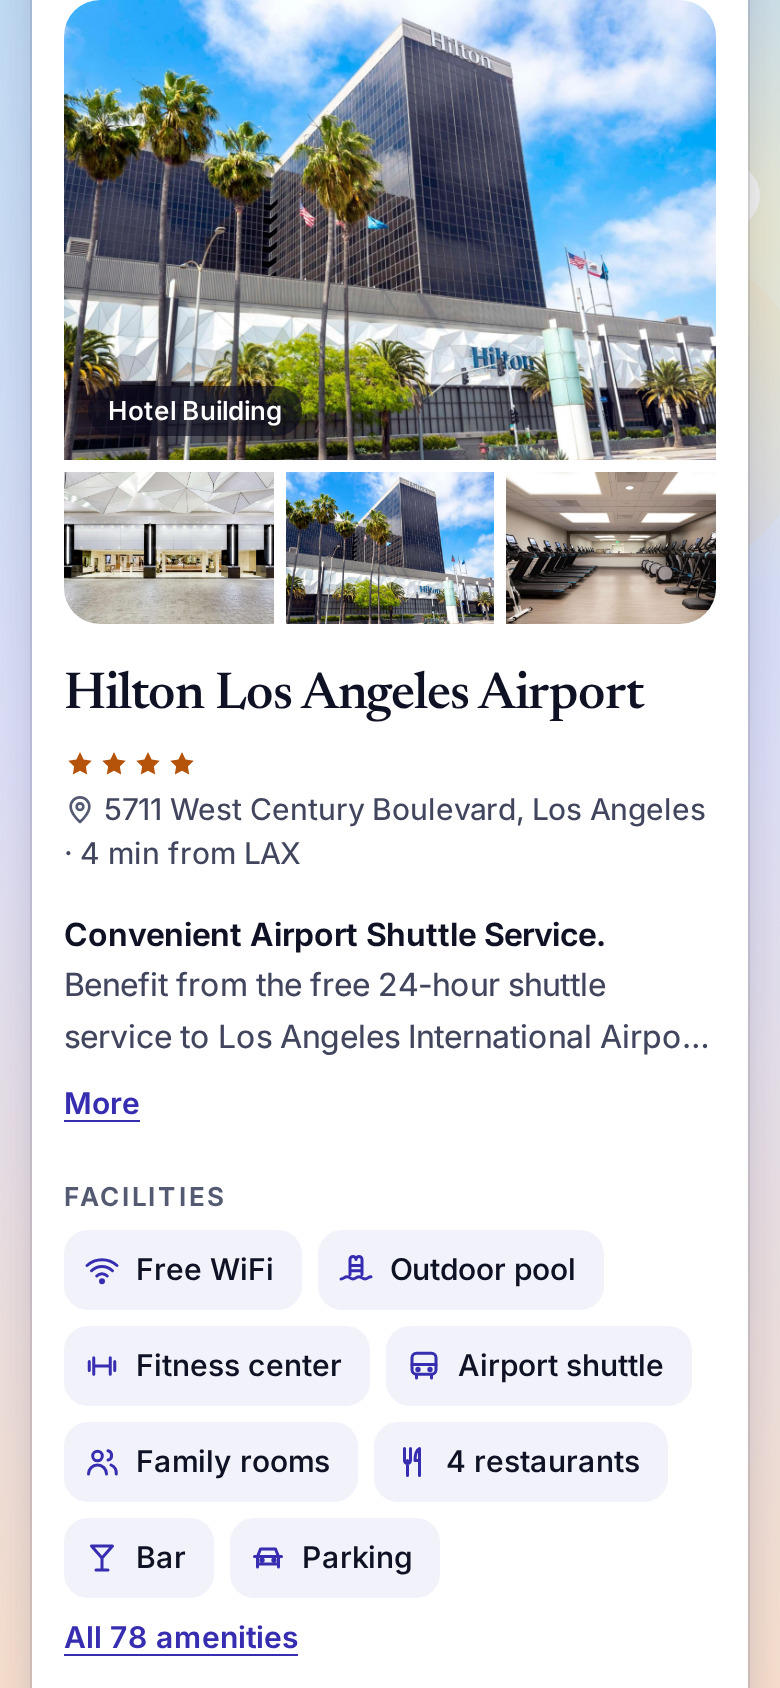 Hilton
Hilton
Hotel Building
Hilton Los Angeles Airport
5711 West Century Boulevard, Los Angeles
· 4 min from LAX
Convenient Airport Shuttle Service.
Benefit from the free 24-hour shuttle
service to Los Angeles International Airpo...
More
FACILITIES
Free WiFi
Outdoor pool
Fitness center
Airport shuttle
Family rooms
4 restaurants
Bar
Parking
All 78 amenities